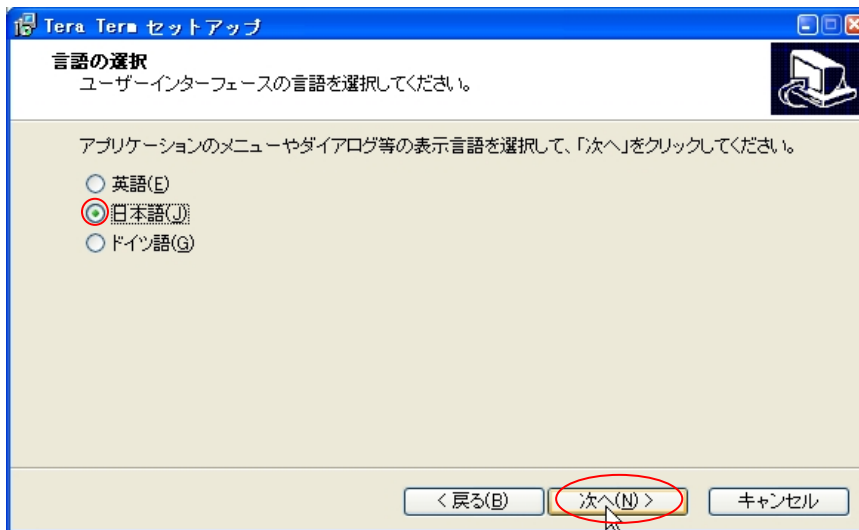 Tera Term セットアップ
言語の選択
ユーザーインターフェースの言語を選択してください。
アプリケーションのメニューやダイアログ等の表示言語を選択して、「次へ」をクリックしてください。
英語(E)
日本語(J)
ドイツ語(G)
< 戻る(B) 次へ(N) > キャンセル